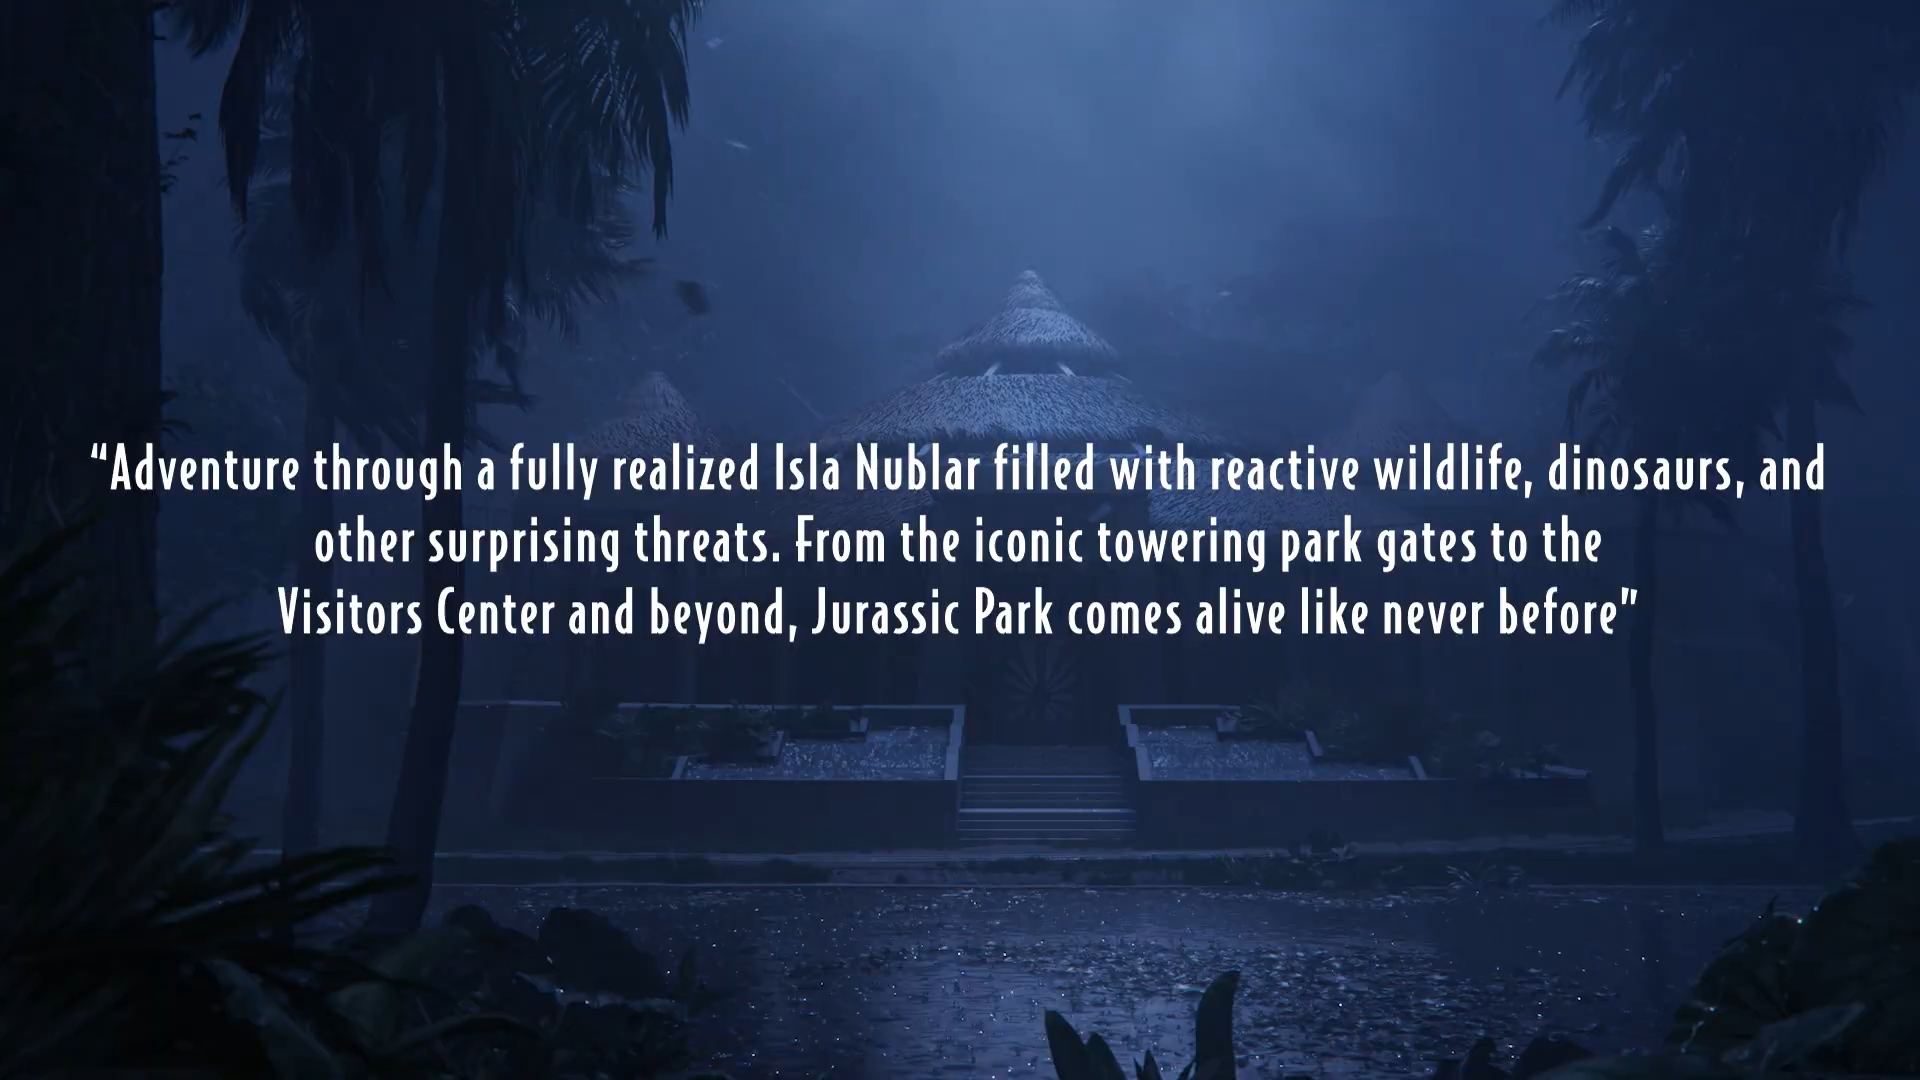 “Adventure through a fully realized Isla Nublar filled with reactive wildlife, dinosaurs, and
other surprising threats. From the iconic towering park gates to the
Visitors Center and beyond, Jurassic Park comes alive like never before”